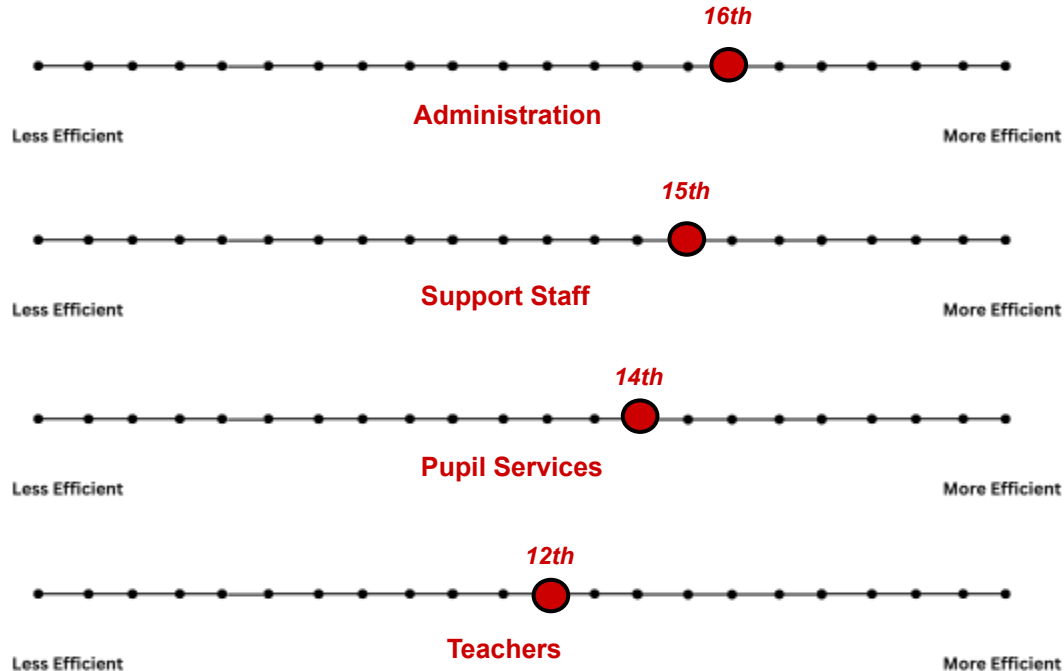 16th
Administration
Less Efficient
More Efficient
15th
Support Staff
Less Efficient
More Efficient
14th
Pupil Services
Less Efficient
More Efficient
12th
Teachers
Less Efficient
More Efficient